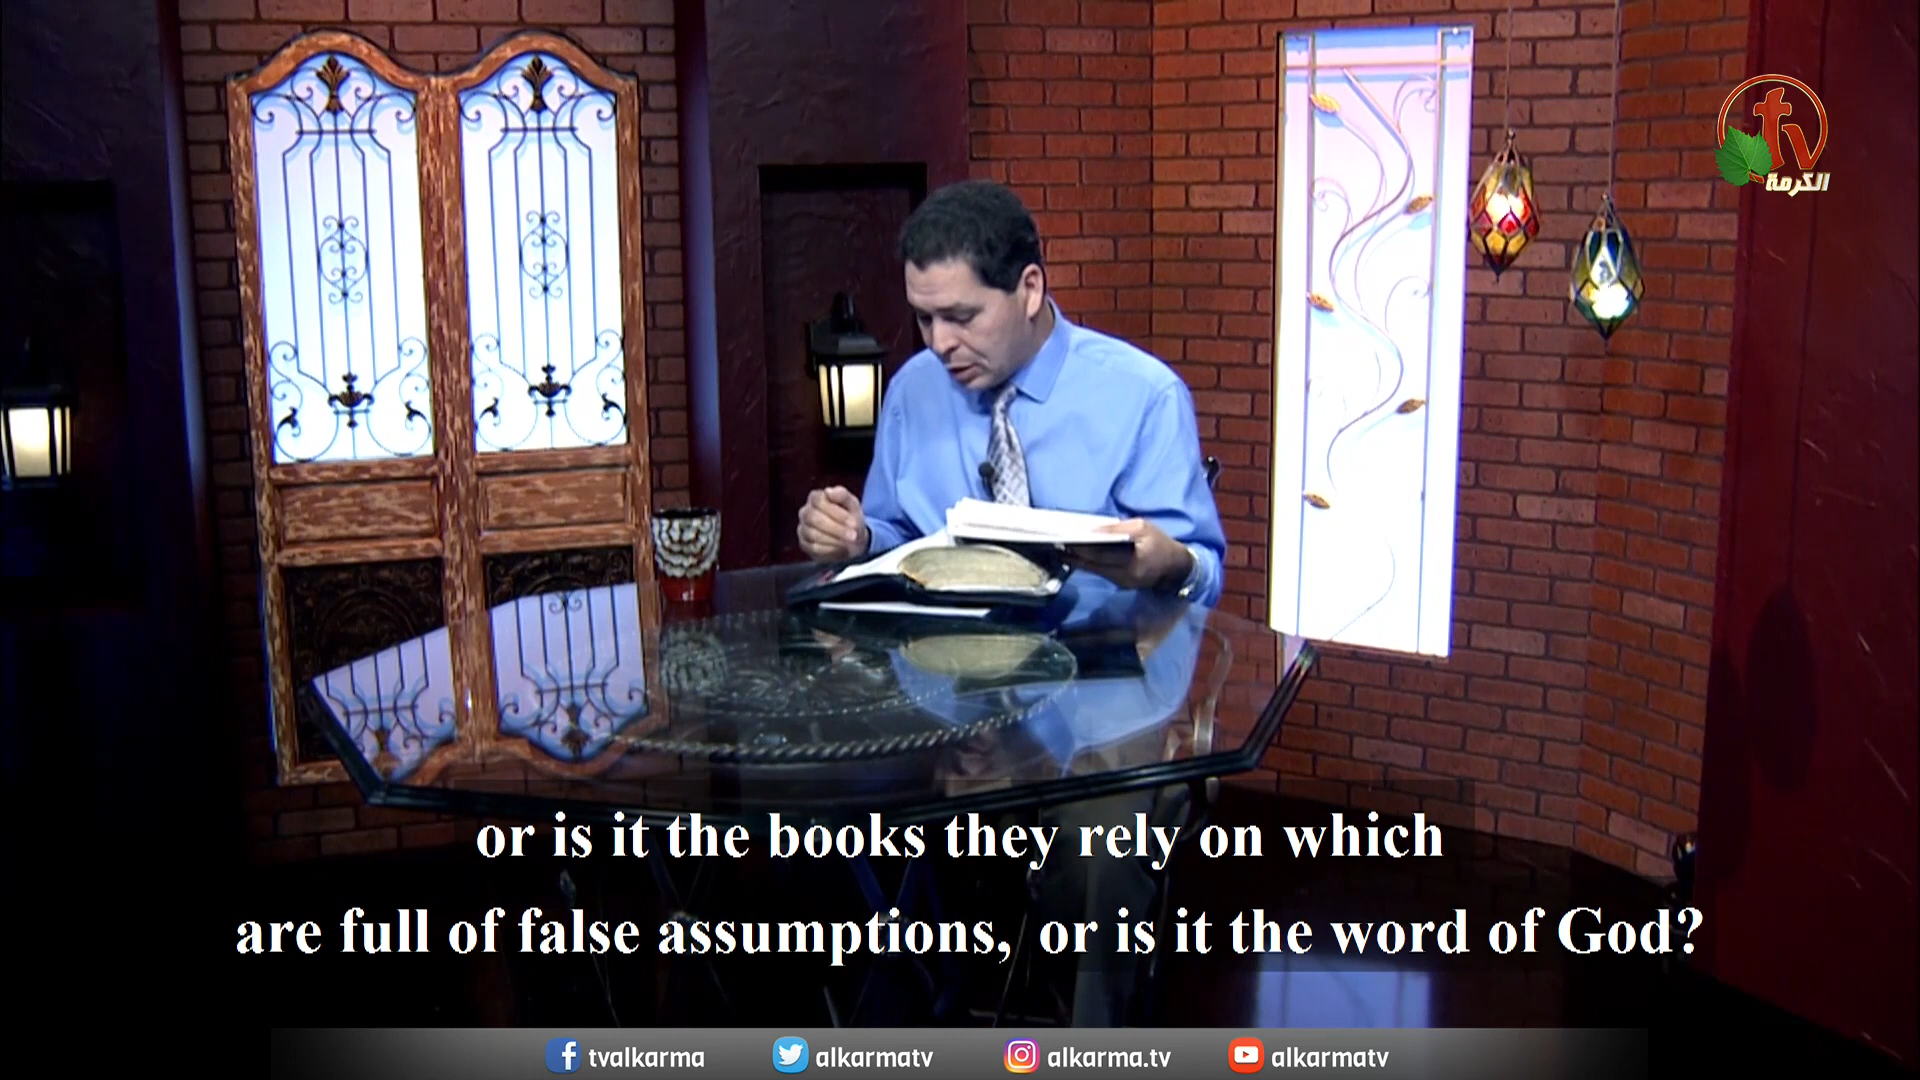 tv
الكرمة
or is it the books they rely on which
are full of false assumptions, or is it the word of God?
tvalkarma
alkarmatv
alkarma.tv
alkarmatv